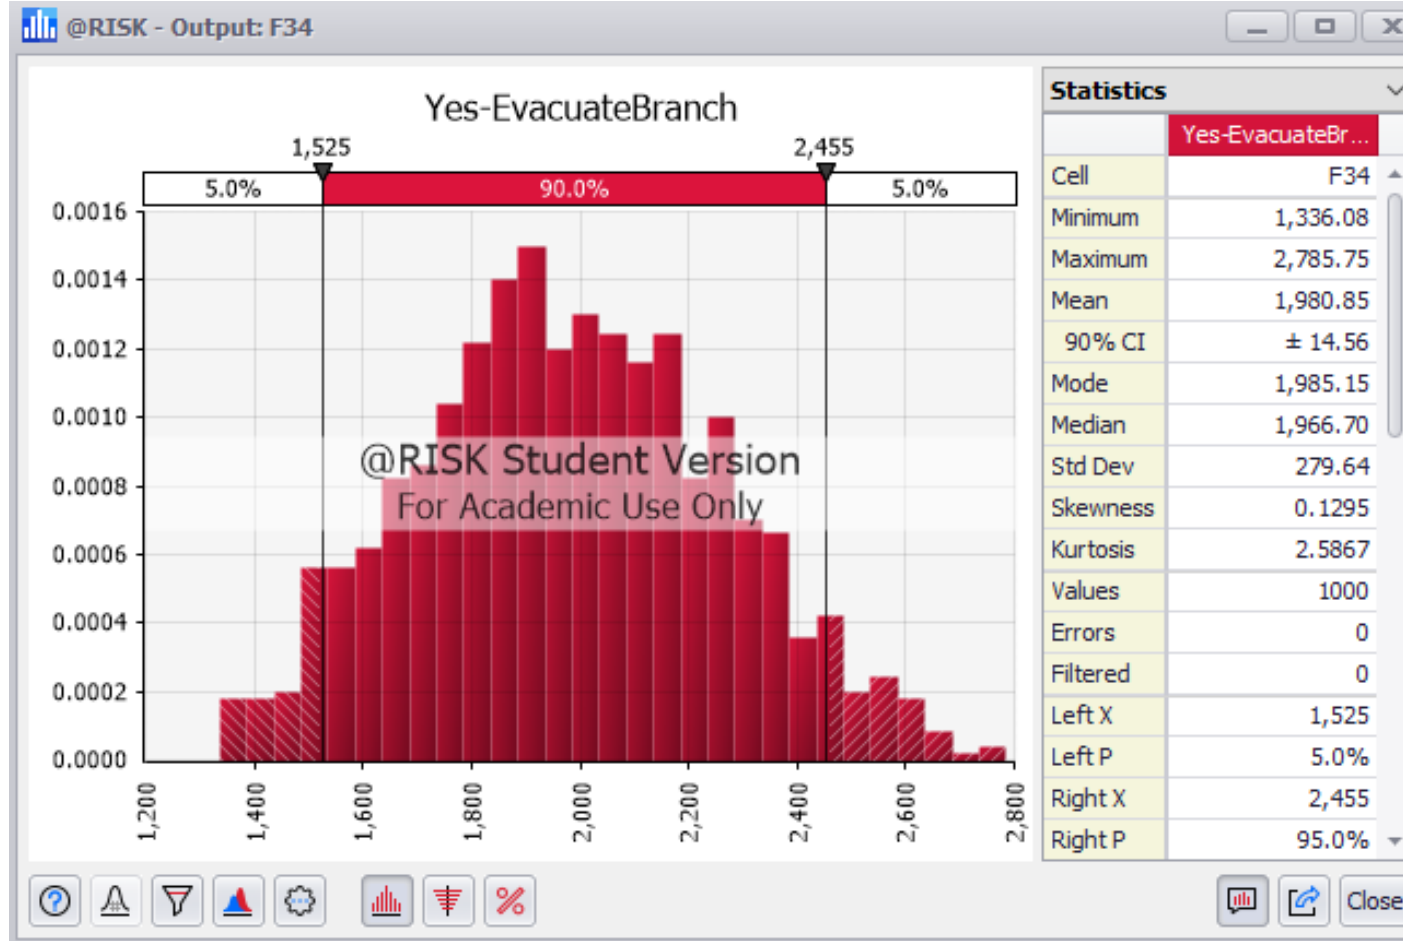 @RISK - Output: F34
Yes-EvacuateBranch
1,525 2,455
5.0% 90.0% 5.0%
0.0016
0.0014
0.0012
0.0010
0.0008
0.0006
0.0004
0.0002
0.0000
@RISK Student Version
For Academic Use Only
1,200 1,400 1,600 1,800 2,000 2,200 2,400 2,600 2,800
Statistics
Yes-EvacuateBr...
Cell F34
Minimum 1,336.08
Maximum 2,785.75
Mean 1,980.85
90% CI ± 14.56
Mode 1,985.15
Median 1,966.70
Std Dev 279.64
Skewness 0.1295
Kurtosis 2.5867
Values 1000
Errors 0
Filtered 0
Left X 1,525
Left P 5.0%
Right X 2,455
Right P 95.0%
Close